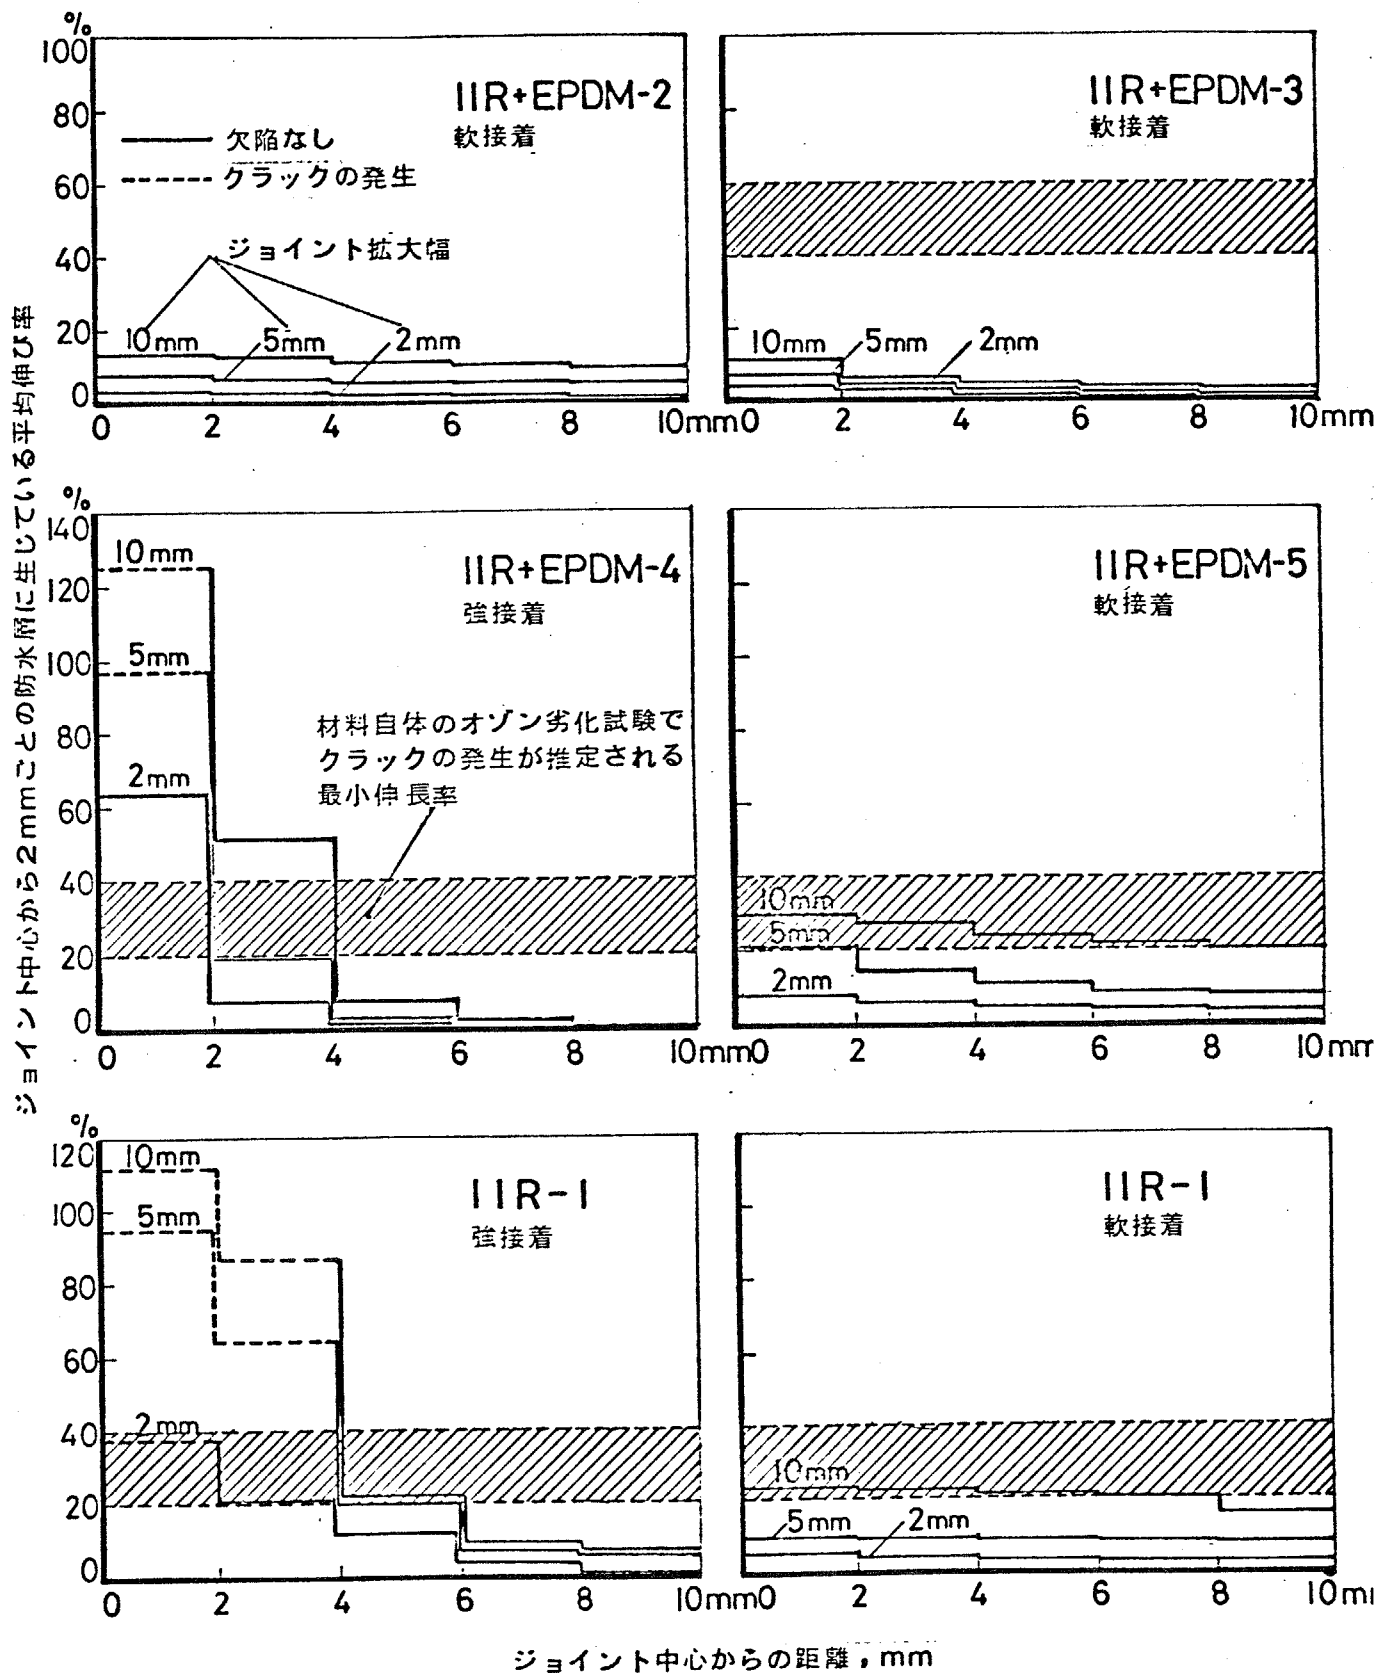 ジョイント中心から2mmごとの防水層に生じている平均伸び率
%
100
80
60
40
20
0
IIR+EPDM-2
軟接着
欠陥なし
クラックの発生
ジョイント拡大幅
10mm 5mm 2mm
0 2 4 6 8 10mm
IIR+EPDM-3
軟接着
10mm 5mm 2mm
0 2 4 6 8 10mm
%
140
120
100
80
60
40
20
0
10mm
5mm
2mm
IIR+EPDM-4
強接着
材料自体のオゾン劣化試験で
クラックの発生が推定される
最小伸長率
0 2 4 6 8 10mm
IIR+EPDM-5
軟接着
10mm
5mm
2mm
0 2 4 6 8 10mm
%
120
100
80
60
40
20
0
10mm
5mm
2mm
IIR-1
強接着
0 2 4 6 8 10mm
IIR-1
軟接着
10mm
5mm 2mm
0 2 4 6 8 10m
ジョイント中心からの距離，mm